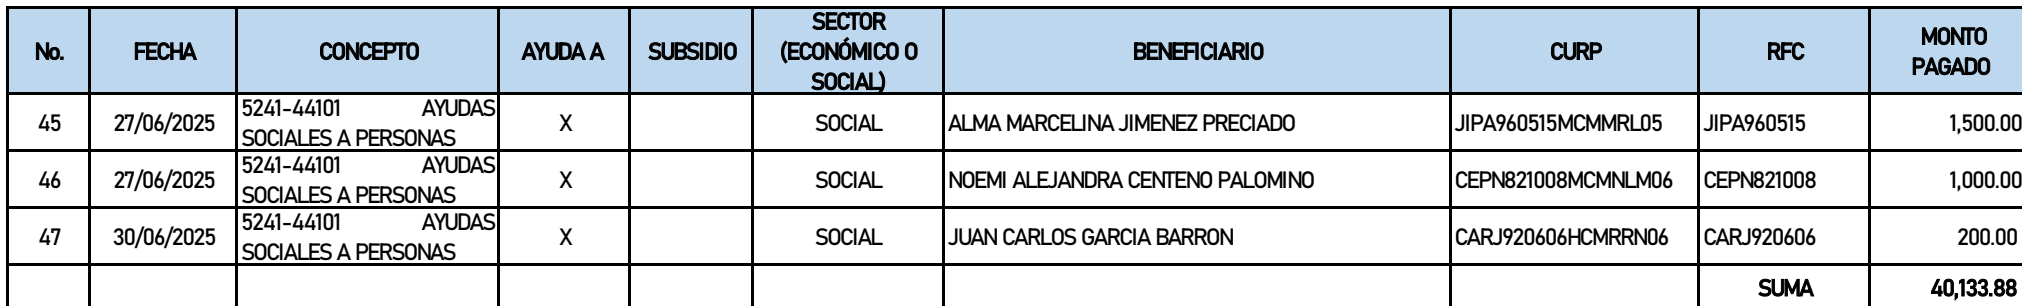 No. FECHA CONCEPTO AYUDA A SUBSIDIO SECTOR (ECONÓMICO O SOCIAL) BENEFICIARIO CURP RFC MONTO PAGADO
45 27/06/2025 5241-44101 AYUDAS SOCIALES A PERSONAS X SOCIAL ALMA MARCELINA JIMENEZ PRECIADO JIPA960515MCMMRL05 JIPA960515 1,500.00
46 27/06/2025 5241-44101 AYUDAS SOCIALES A PERSONAS X SOCIAL NOEMI ALEJANDRA CENTENO PALOMINO CEPN821008MCMNLM06 CEPN821008 1,000.00
47 30/06/2025 5241-44101 AYUDAS SOCIALES A PERSONAS X SOCIAL JUAN CARLOS GARCIA BARRON CARJ920606HCMRRN06 CARJ920606 200.00
SUMA 40,133.88